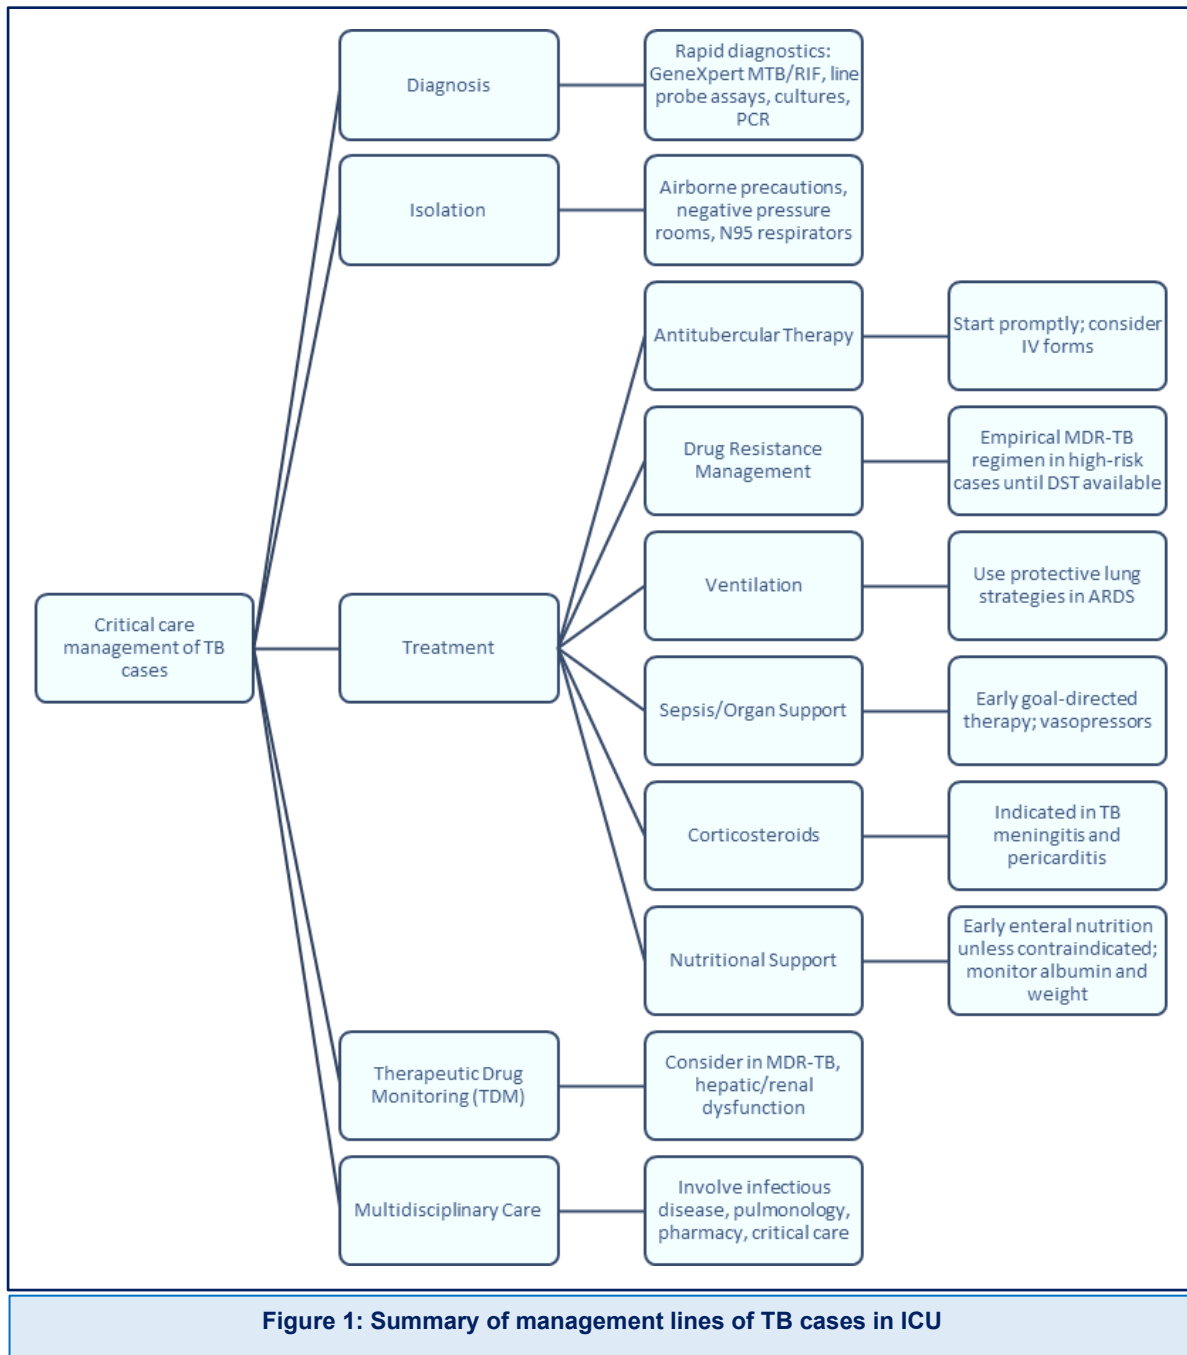 Diagnosis
Rapid diagnostics:
GeneXpert MTB/RIF, line
probe assays, cultures,
PCR
Isolation
Airborne precautions,
negative pressure
rooms, N95 respirators
Critical care
management of TB
cases
Treatment
Antitubercular Therapy
Start promptly; consider
IV forms
Drug Resistance
Management
Empirical MDR-TB
regimen in high-risk
cases until DST available
Ventilation
Use protective lung
strategies in ARDS
Sepsis/Organ Support
Early goal-directed
therapy; vasopressors
Corticosteroids
Indicated in TB
meningitis and
pericarditis
Nutritional Support
Early enteral nutrition
unless contraindicated;
monitor albumin and
weight
Therapeutic Drug
Monitoring (TDM)
Consider in MDR-TB,
hepatic/renal
dysfunction
Multidisciplinary Care
Involve infectious
disease, pulmonology,
pharmacy, critical care
Figure 1: Summary of management lines of TB cases in ICU